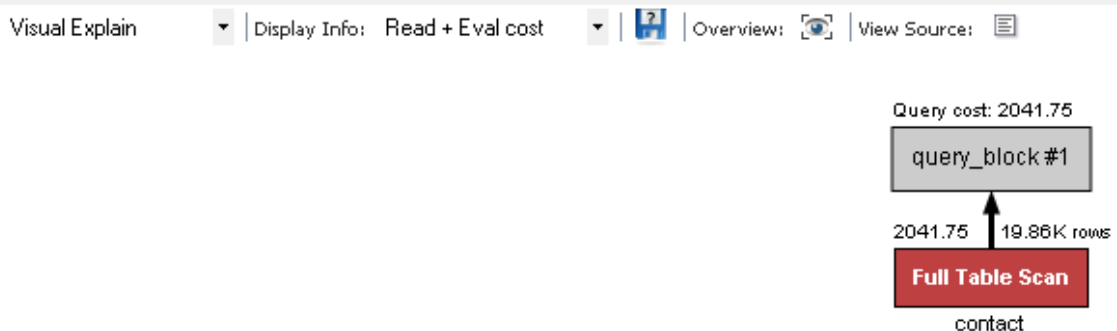 Visual Explain Display Info: Read + Eval cost Overview: View Source:
Query cost: 2041.75
query_block #1
2041.75 19.86K rows
Full Table Scan
contact